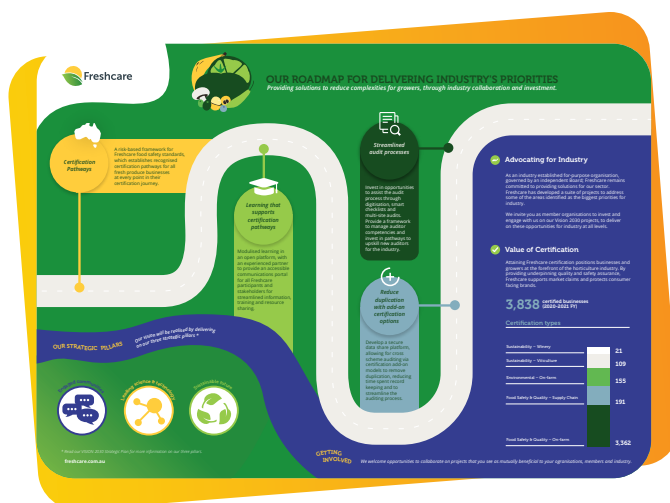 Freshcare
OUR ROADMAP FOR DELIVERING INDUSTRY'S PRIORITIES
Providing solutions to reduce complexities for growers, through industry collaboration and investment.
Certification
Pathways
A risk-based framework for
Freshcare food safety standards,
which establishes recognised
certification pathways for all
fresh produce businesses
at every point in their
certification journey.
Learning that
supports
certification
pathways
Modulised learning in
an open platform, with
an experienced partner
to provide an accessible
communications portal
for all Freshcare
participants and
stakeholders for
streamlined information,
training and resource
sharing.
Streamlined
audit processes
Invest in opportunities
to assist the audit
process through
digitisation, smart
checklists and
multi-site audits.
Provide a framework
to manage auditor
competencies and
invest in pathways to
upskill new auditors
for the industry.
Reduce
duplication
with add-on
certification
options
Develop a secure
data share platform,
allowing for cross
scheme auditing via
certification add-on
models to remove
duplication, reducing
time spent record
keeping and to
streamline the
auditing process.
Advocating for Industry
As an industry established for-purpose organisation,
governed by an independent Board, Freshcare remains
committed to providing solutions for our sector.
Freshcare has developed a suite of projects to address
some of the areas identified as the biggest priorities for
industry.
We invite you as member organisations to invest and
engage with us on our Vision 2030 projects, to deliver
on these opportunities for industry at all levels.
Value of Certification
Attaining Freshcare certification positions businesses and
growers at the forefront of the horticulture industry. By
providing underpinning quality and safety assurance,
Freshcare supports market claims and protects consumer
facing brands.
3,838 certified businesses
(2020-2021 FY)
Certification types
Sustainability – Winery 21
Sustainability – Viticulture 109
Environmental – On-farm 155
Food Safety & Quality – Supply Chain 191
Food Safety & Quality – On-farm 3,362
OUR STRATEGIC PILLARS
Our vision will be realised by delivering
on our three strategic pillars *
freshcare.com.au
GETTING
INVOLVED
We welcome opportunities to collaborate on projects that you see as mutually beneficial to your organisations, members and industry.